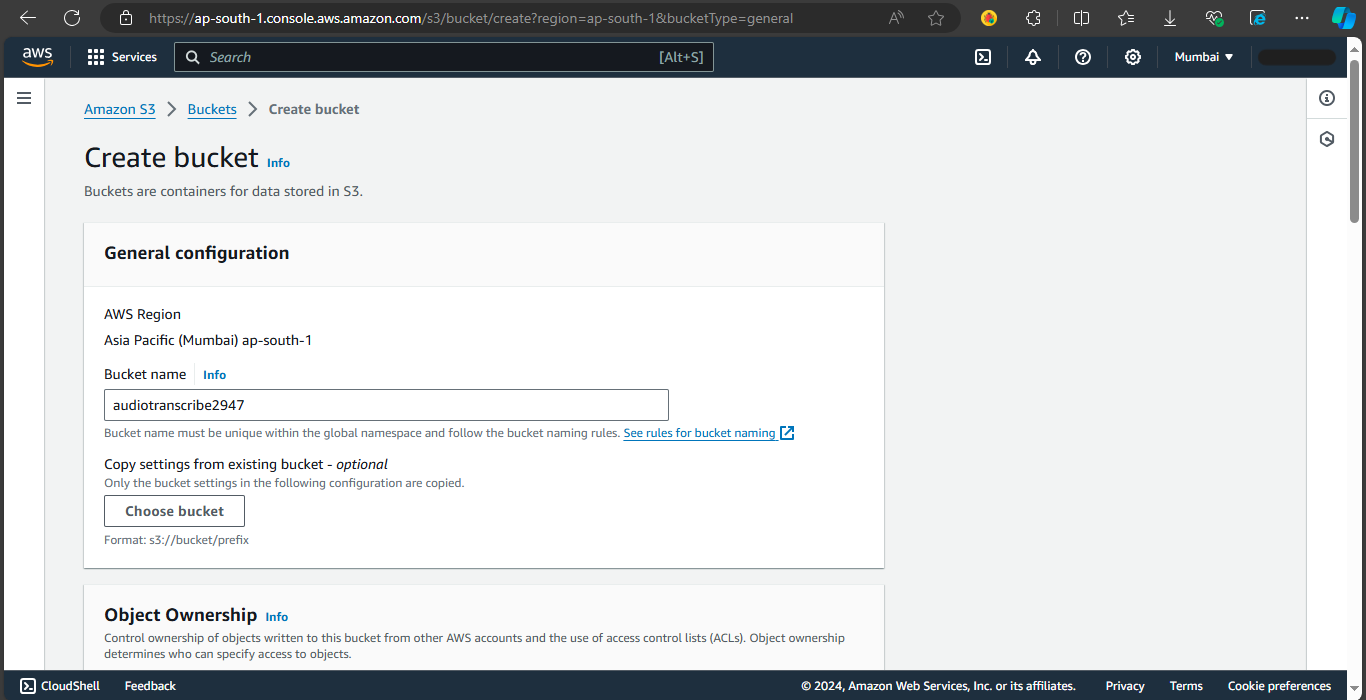 https://ap-south-1.console.aws.amazon.com/s3/bucket/create?region=ap-south-1&bucketType=general
aws
Services
Search
[Alt+S]
Mumbai
Amazon S3
Buckets
Create bucket
Create bucket Info
Buckets are containers for data stored in S3.
General configuration
AWS Region
Asia Pacific (Mumbai) ap-south-1
Bucket name Info
audiotranscribe2947
Bucket name must be unique within the global namespace and follow the bucket naming rules. See rules for bucket naming
Copy settings from existing bucket - optional
Only the bucket settings in the following configuration are copied.
Choose bucket
Format: s3://bucket/prefix
Object Ownership Info
Control ownership of objects written to this bucket from other AWS accounts and the use of access control lists (ACLs). Object ownership
determines who can specify access to objects.
CloudShell
Feedback
© 2024, Amazon Web Services, Inc. or its affiliates.
Privacy
Terms
Cookie preferences